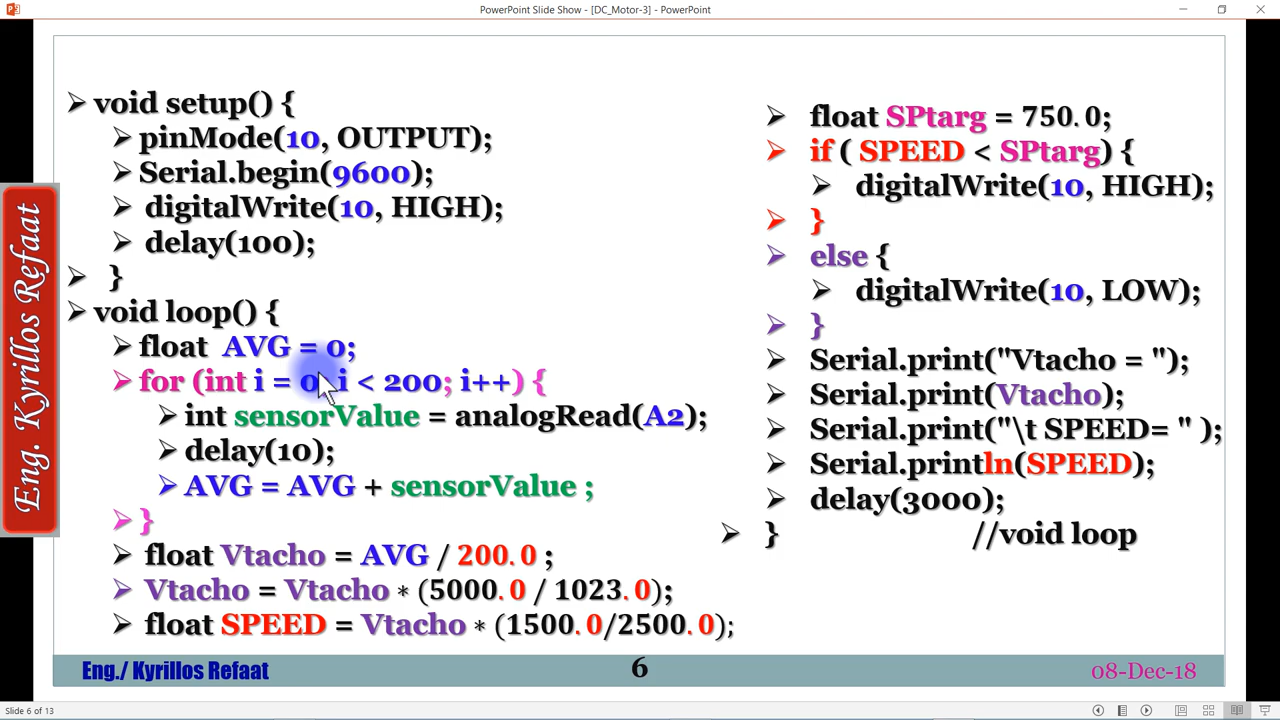 PowerPoint Slide Show - [DC_Motor-3] - PowerPoint
void setup() {
pinMode(10, OUTPUT);
Serial.begin(9600);
digitalWrite(10, HIGH);
delay(100);
}
void loop() {
float AVG = 0;
for (int i = 0; i < 200; i++) {
int sensorValue = analogRead(A2);
delay(10);
AVG = AVG + sensorValue ;
}
float Vtacho = AVG / 200.0 ;
Vtacho = Vtacho * (5000.0 / 1023.0);
float SPEED = Vtacho * (1500.0/2500.0);
float SPtarg = 750.0;
if ( SPEED < SPtarg) {
digitalWrite(10, HIGH);
}
else {
digitalWrite(10, LOW);
}
Serial.print("Vtacho = ");
Serial.print(Vtacho);
Serial.print("\t SPEED= " );
Serial.println(SPEED);
delay(3000);
} //void loop
Eng. Kyrillos Refaat
Eng./ Kyrillos Refaat 6 08-Dec-18
Slide 6 of 13